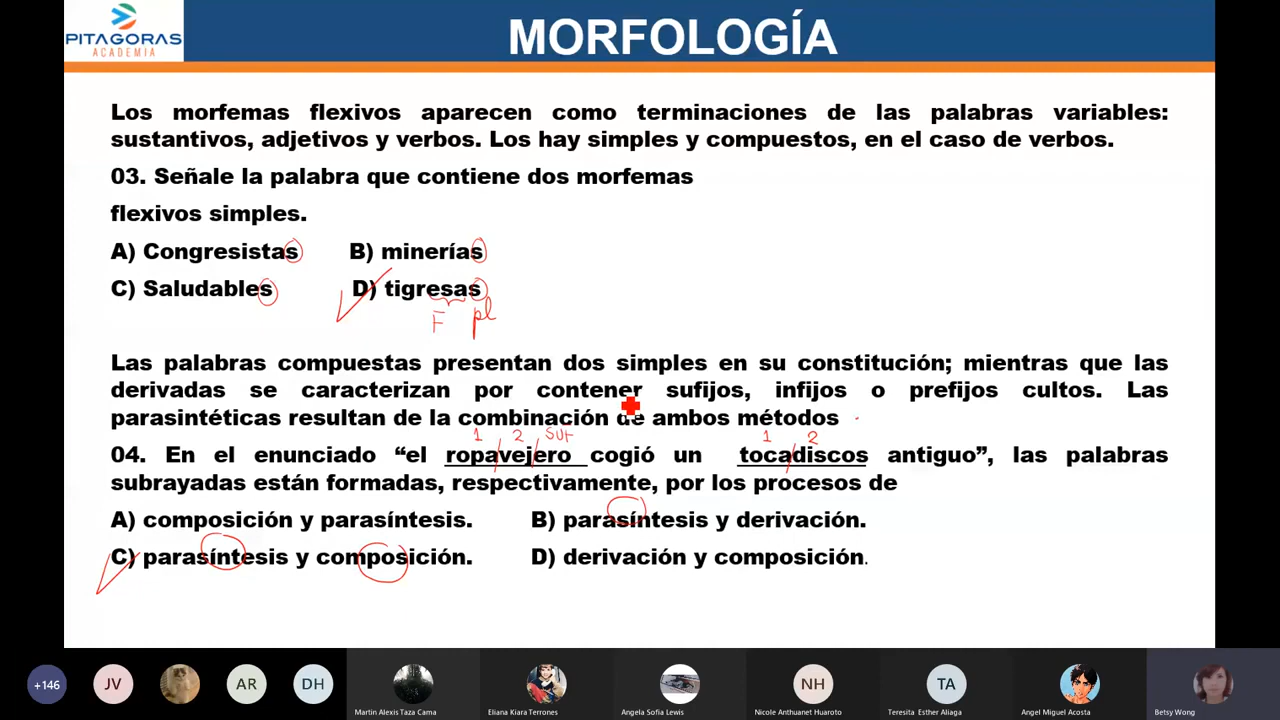 PITAGORAS
ACADEMIA
MORFOLOGÍA
Los morfemas flexivos aparecen como terminaciones de las palabras variables:
sustantivos, adjetivos y verbos. Los hay simples y compuestos, en el caso de verbos.
03. Señale la palabra que contiene dos morfemas
flexivos simples.
A) Congresistas B) minerías
C) Saludables D) tigresas
F pl
Las palabras compuestas presentan dos simples en su constitución; mientras que las
derivadas se caracterizan por contener sufijos, infijos o prefijos cultos. Las
parasintéticas resultan de la combinación de ambos métodos
1 2 SUF 1 2
04. En el enunciado “el ropavejero cogió un tocadiscos antiguo”, las palabras
subrayadas están formadas, respectivamente, por los procesos de
A) composición y parasíntesis. B) parasíntesis y derivación.
C) parasíntesis y composición. D) derivación y composición.
+146 JV AR DH NH TA
Martin Alexis Taza Cama Eliana Kiara Terrones Angela Sofia Lewis Nicole Anthuanet Huaroto Teresita Esther Aliaga Angel Miguel Acosta Betsy Wong